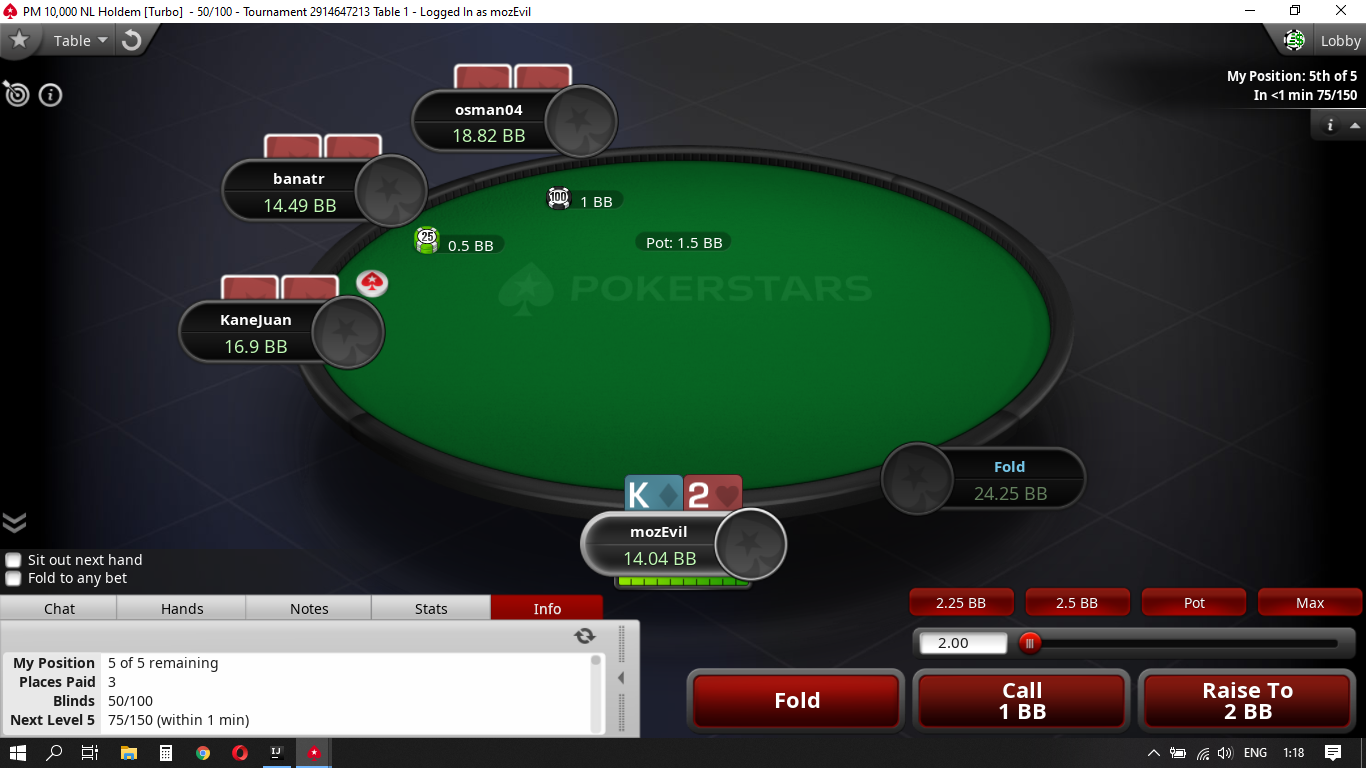 PM 10,000 NL Holdem [Turbo] - 50/100 - Tournament 2914647213 Table 1 - Logged In as mozEvil
Table
Lobby
My Position: 5th of 5
In <1 min 75/150
i
i
osman04
18.82 BB
banatr
14.49 BB
100
1 BB
25
0.5 BB
Pot: 1.5 BB
POKERSTARS
KaneJuan
16.9 BB
Fold
24.25 BB
K
2
mozEvil
14.04 BB
Sit out next hand
Fold to any bet
Chat
Hands
Notes
Stats
Info
2.25 BB
2.5 BB
Pot
Max
2.00
My Position 5 of 5 remaining
Places Paid 3
Blinds 50/100
Next Level 5 75/150 (within 1 min)
Fold
Call
1 BB
Raise To
2 BB
IJ
ENG
1:18